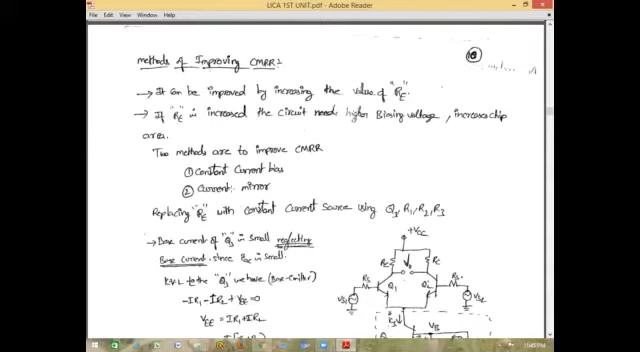 LICA 1ST UNIT.pdf - Adobe Reader
File Edit View Window Help
methods of Improving CMRR:
→ It can be improved by increasing the value of "RE".
→ If "RE" is increased the circuit needs higher Biasing voltage, increases chip
area.
Two methods are to improve CMRR
① constant current bias
② current mirror
Replacing "RE" with constant current source using Q3, R1, R2, R3
→ Base current of "Q3" is small neglecting
Base current since is small.
K.V.L to the "Q3" we have (Base-Emitter)
-IR1 - IR2 + VEE = 0
VEE = IR1 + IR2
+VCC
RC Vo RC
RS Q1 Q2 RS
VS1 VS2
VB